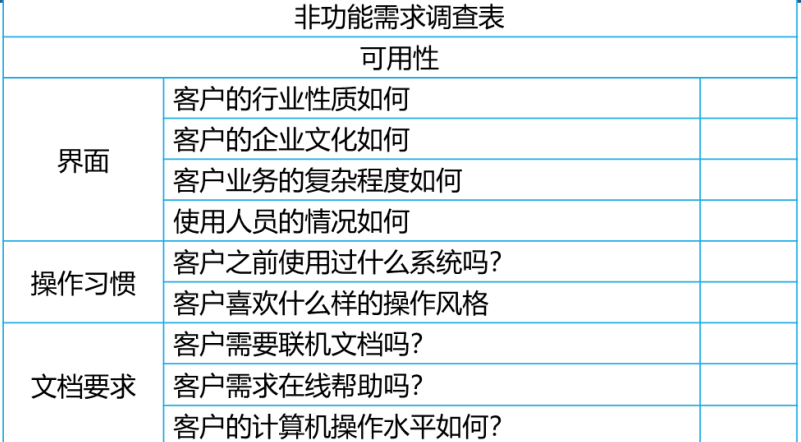 非功能需求调查表
可用性
界面
客户的行业性质如何
客户的企业文化如何
客户业务的复杂程度如何
使用人员的情况如何
操作习惯
客户之前使用过什么系统吗?
客户喜欢什么样的操作风格
文档要求
客户需要联机文档吗?
客户需求在线帮助吗?
客户的计算机操作水平如何?